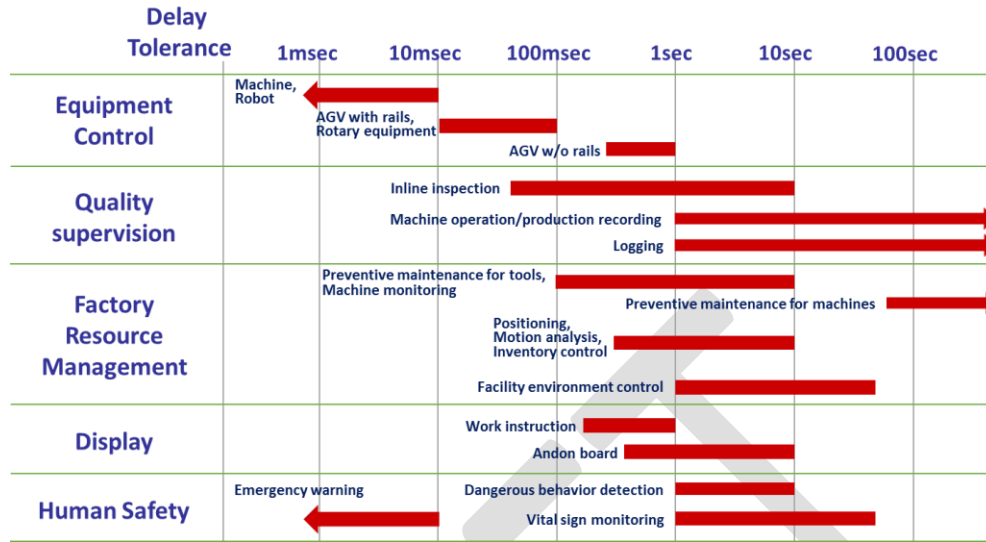 Delay
Tolerance
1msec 10msec 100msec 1sec 10sec 100sec
Equipment
Control
Machine,
Robot
AGV with rails,
Rotary equipment
AGV w/o rails
Quality
supervision
Inline inspection
Machine operation/production recording
Logging
Factory
Resource
Management
Preventive maintenance for tools,
Machine monitoring
Preventive maintenance for machines
Positioning,
Motion analysis,
Inventory control
Facility environment control
Display
Work instruction
Andon board
Human Safety
Emergency warning
Dangerous behavior detection
Vital sign monitoring